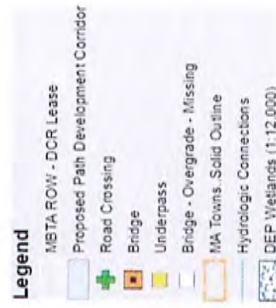 Legend
MBTA ROW - DCR Lease
Proposed Path Development Corridor
Road Crossing
Bridge
Underpass
Bridge - Overgrade - Missing
MA Towns: Solid Outline
Hydrologic Connections
DEP Wetlands (1:12,000)